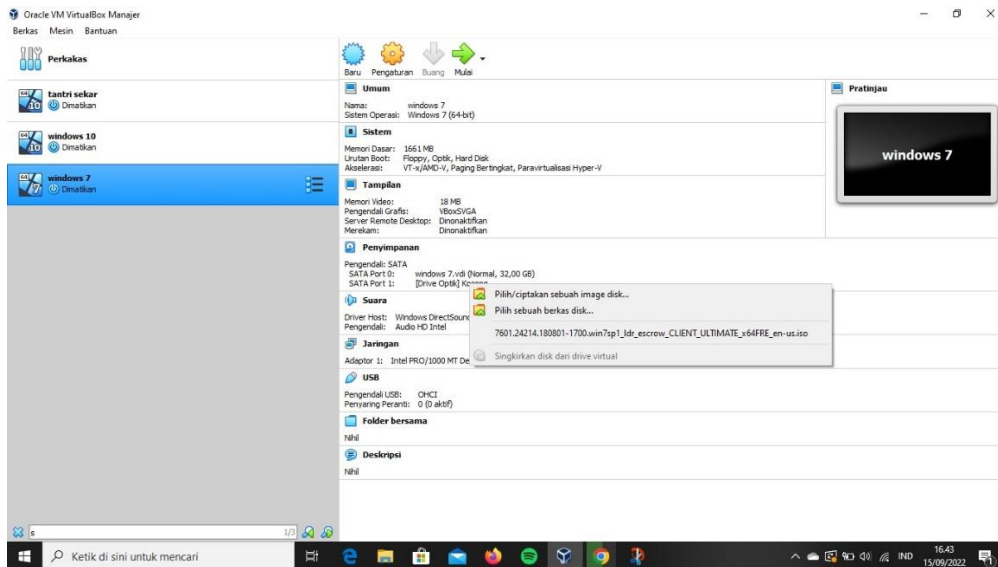 Oracle VM VirtualBox Manajer
Berkas Mesin Bantuan
Perkakas
tantri sekar
Dimatikan
windows 10
Dimatikan
windows 7
Dimatikan
s
1/3
Baru Pengaturan Buang Mulai
Umum
Nama: windows 7
Sistem Operasi: Windows 7 (64-bit)
Sistem
Memori Dasar: 1661 MB
Urutan Boot: Floppy, Optik, Hard Disk
Akselerasi: VT-x/AMD-V, Paging Bertingkat, Paravirtualisasi Hyper-V
Tampilan
Memori Video: 18 MB
Pengendali Grafis: VBoxSVGA
Server Remote Desktop: Dinonaktifkan
Merekam: Dinonaktifkan
Penyimpanan
Pengendali: SATA
SATA Port 0: windows 7.vdi (Normal, 32,00 GB)
SATA Port 1: [Drive Optik] Kosong
Pilih/ciptakan sebuah image disk...
Pilih sebuah berkas disk...
7601.24214.180801-1700.win7sp1_ldr_escrow_CLIENT_ULTIMATE_x64FRE_en-us.iso
Singkirkan disk dari drive virtual
Suara
Driver Host: Windows DirectSoun
Pengendali: Audio HD Intel
Jaringan
Adaptor 1: Intel PRO/1000 MT De
USB
Pengendali USB: OHCI
Penyaring Peranti: 0 (0 aktif)
Folder bersama
Nihil
Deskripsi
Nihil
Pratinjau
windows 7
Ketik di sini untuk mencari
IND
16.43
15/09/2022